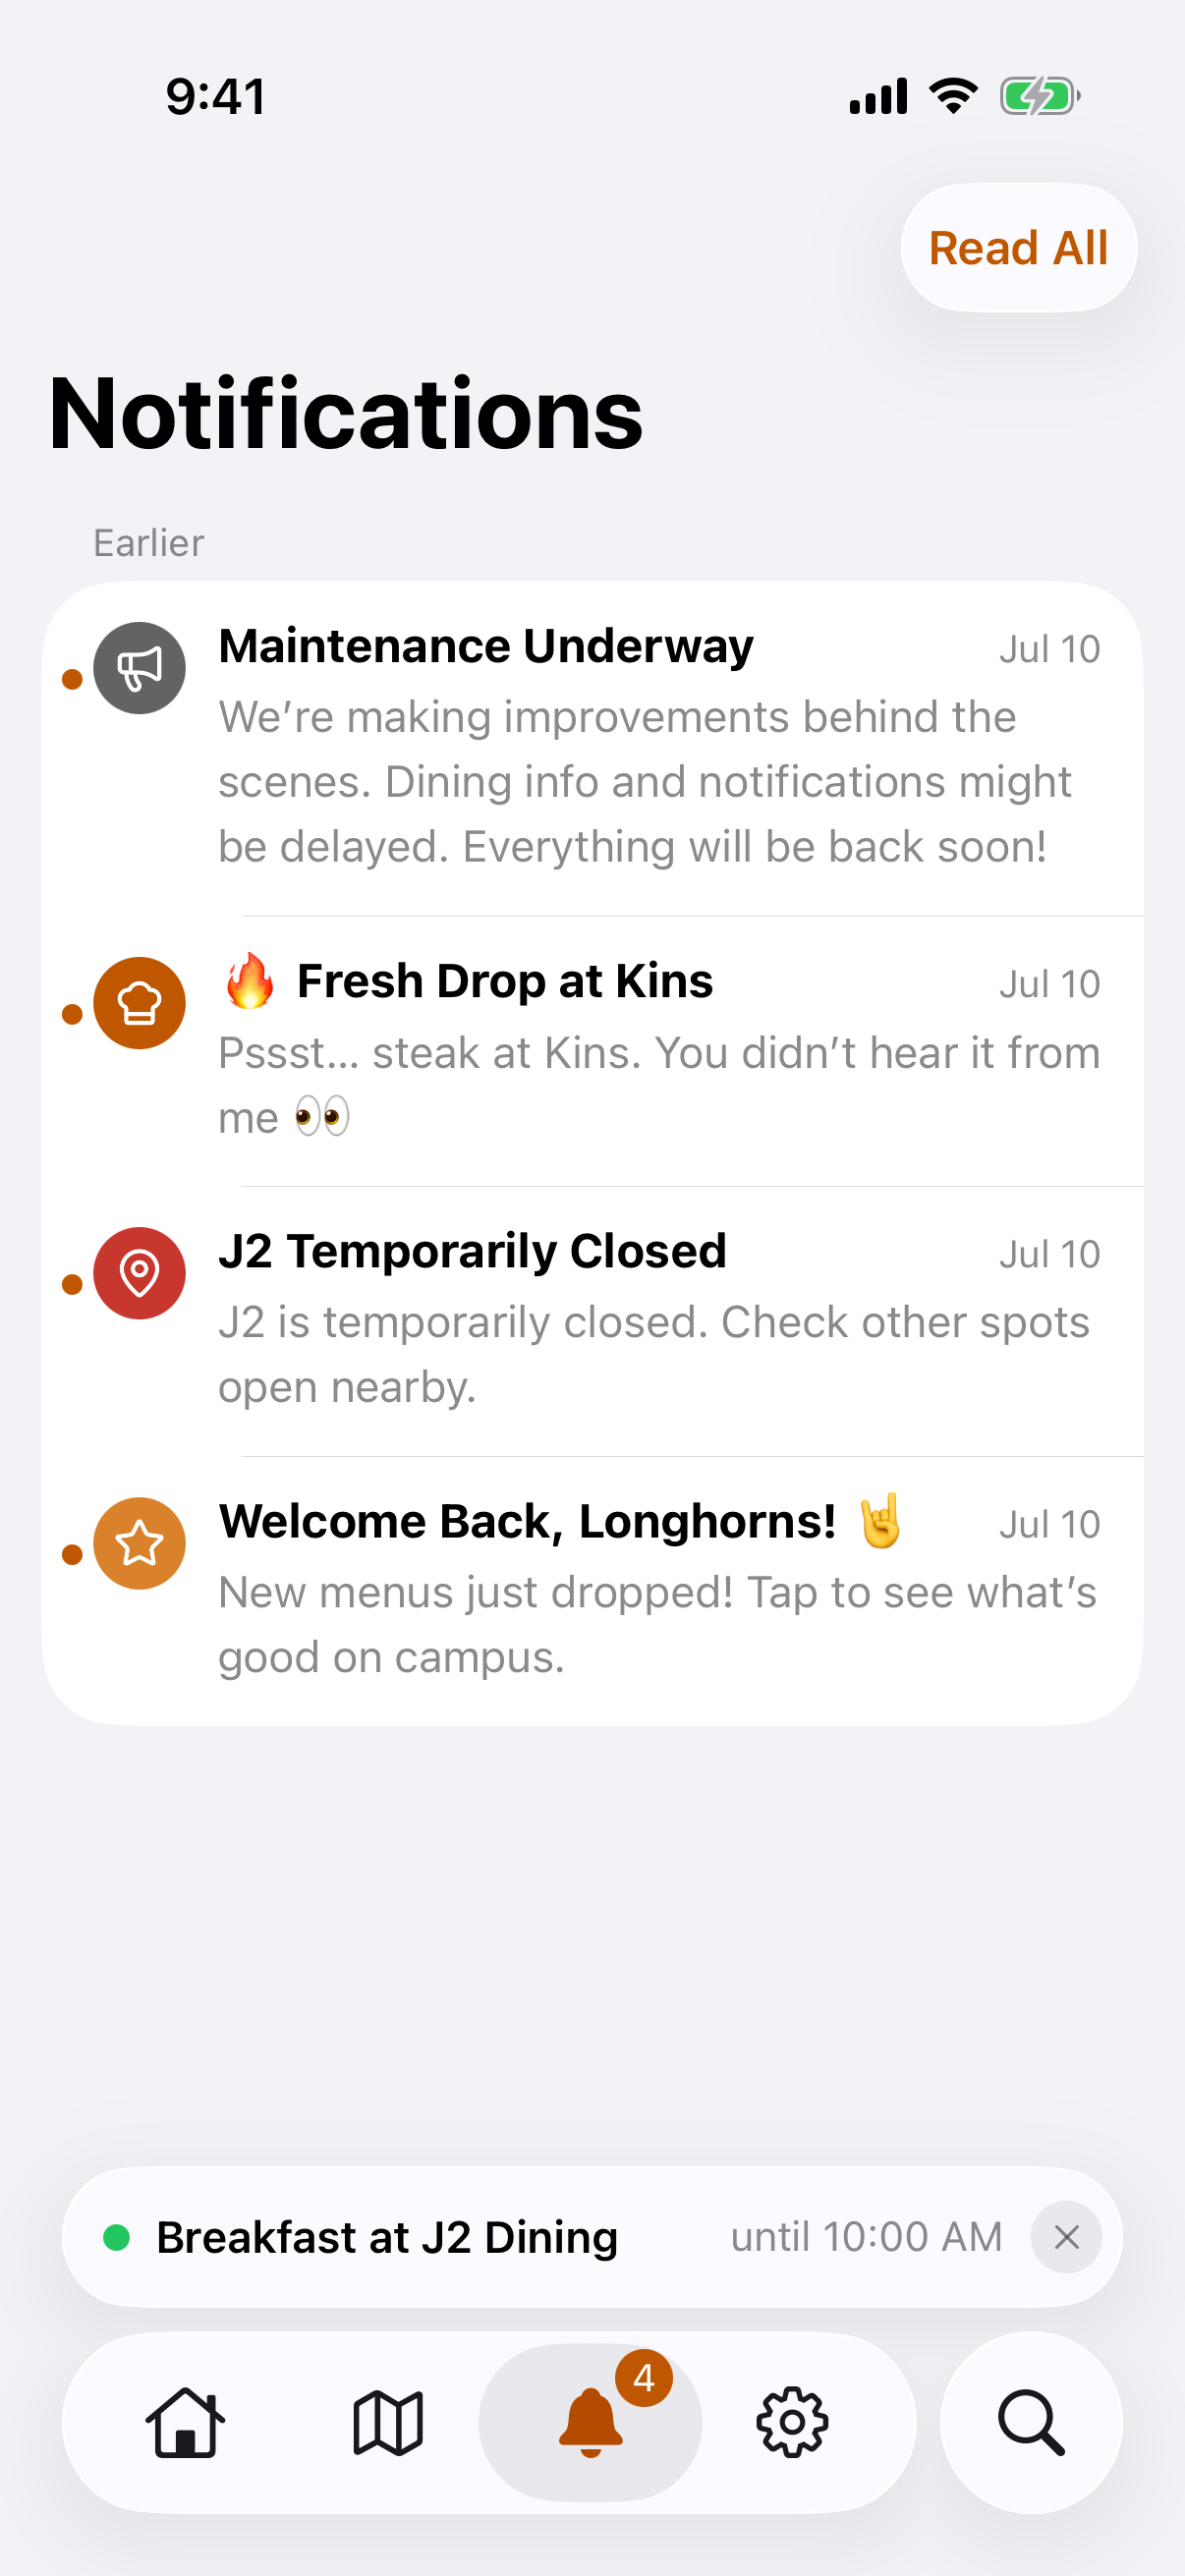 9:41
Read All
Notifications
Earlier
Maintenance Underway Jul 10
We’re making improvements behind the
scenes. Dining info and notifications might
be delayed. Everything will be back soon!
🔥 Fresh Drop at Kins Jul 10
Pssst... steak at Kins. You didn’t hear it from
me 👀
J2 Temporarily Closed Jul 10
J2 is temporarily closed. Check other spots
open nearby.
Welcome Back, Longhorns! 🤘 Jul 10
New menus just dropped! Tap to see what’s
good on campus.
Breakfast at J2 Dining until 10:00 AM
4